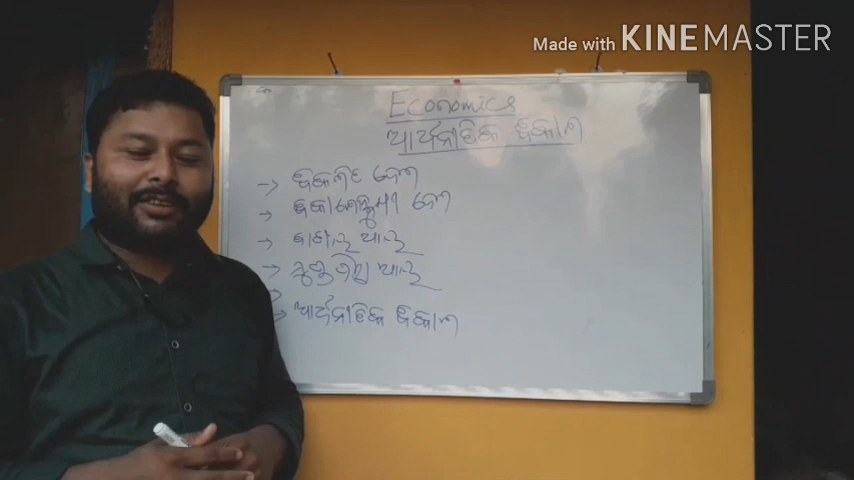 Made with KINEMASTER
Economics
ଆର୍ଥନୀତିକ ବିକାଶ
→ ବିକଶିତ ଦେଶ
→ ବିକାଶୋନ୍ମୁଖୀ ଦେଶ
→ ଜାତୀୟ ଆୟ
→ ମୁଣ୍ଡପିଛା ଆୟ
→
→ ଆର୍ଥନୀତିକ ବିକାଶ